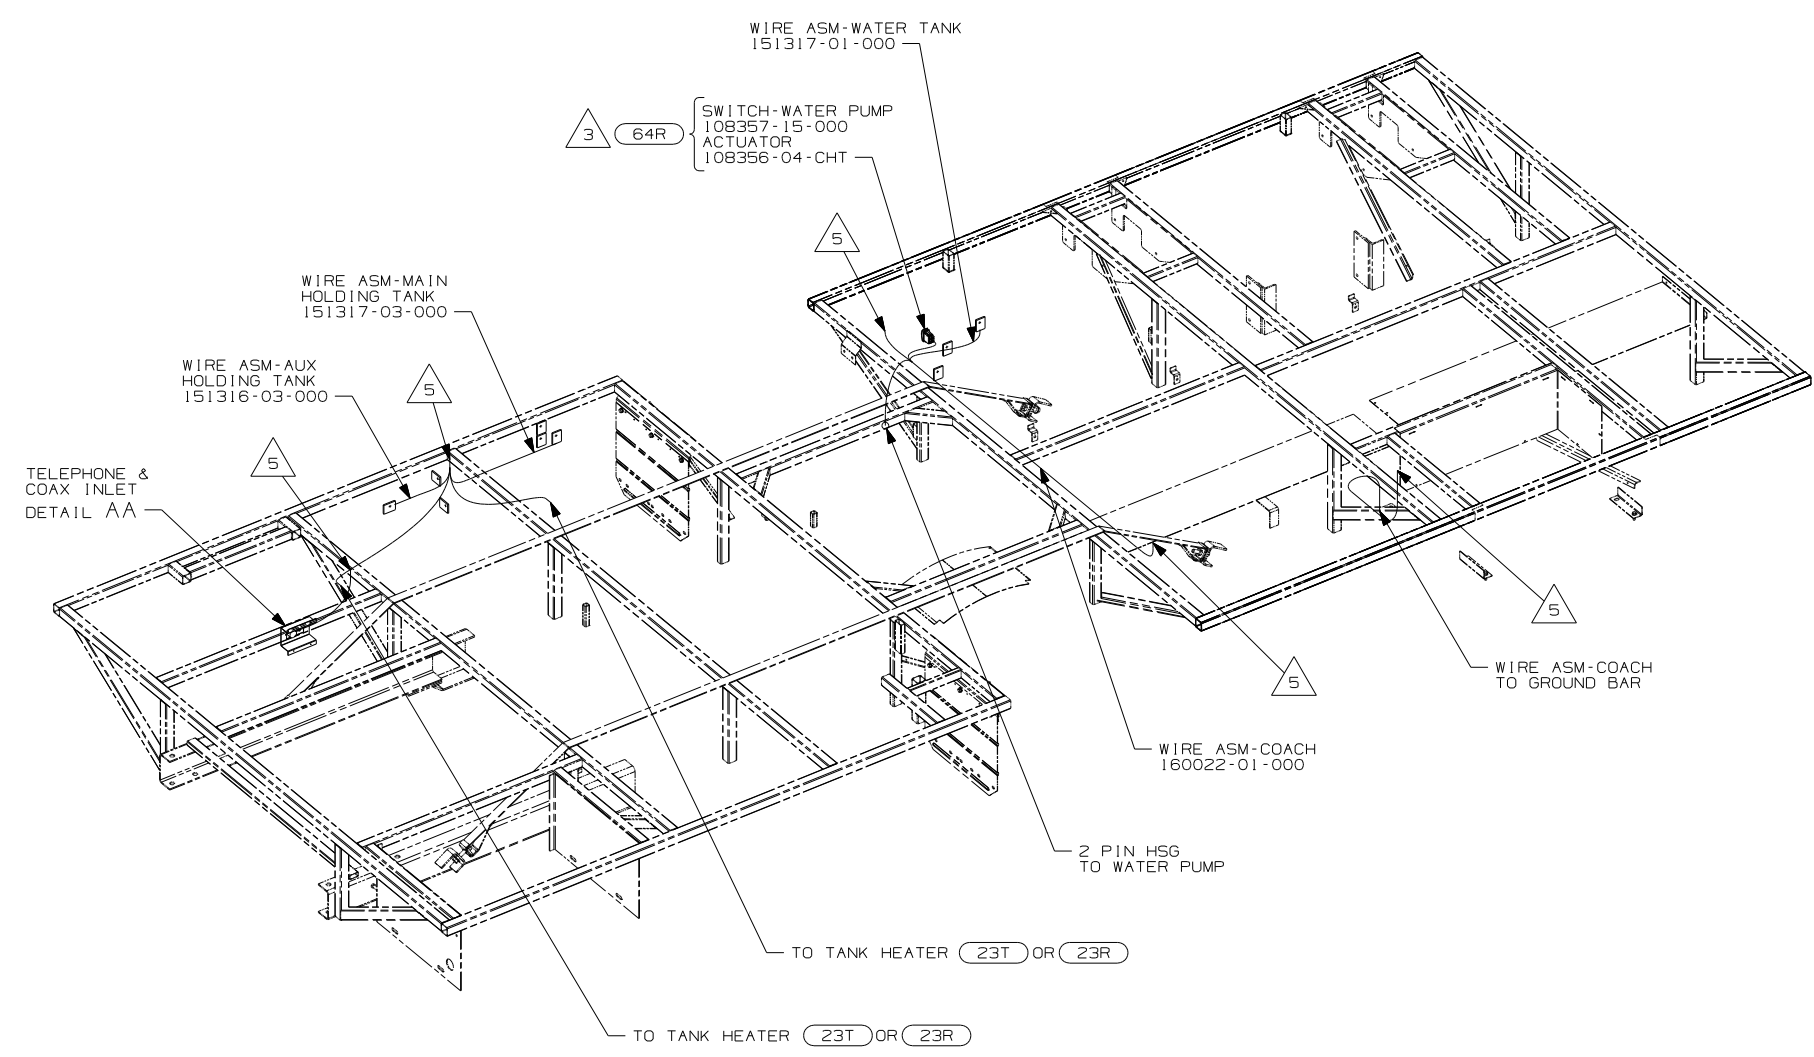 WIRE ASM-WATER TANK
151317-01-000
SWITCH-WATER PUMP
3 64R
108357-15-000
ACTUATOR
108356-04-CHT
5
WIRE ASM-MAIN
HOLDING TANK
151317-03-000
WIRE ASM-AUX
HOLDING TANK
151316-03-000
5
5
TELEPHONE &
COAX INLET
DETAIL AA
5
5
WIRE ASM-COACH
TO GROUND BAR
WIRE ASM-COACH
160022-01-000
2 PIN HSG
TO WATER PUMP
TO TANK HEATER 23T OR 23R
TO TANK HEATER 23T OR 23R